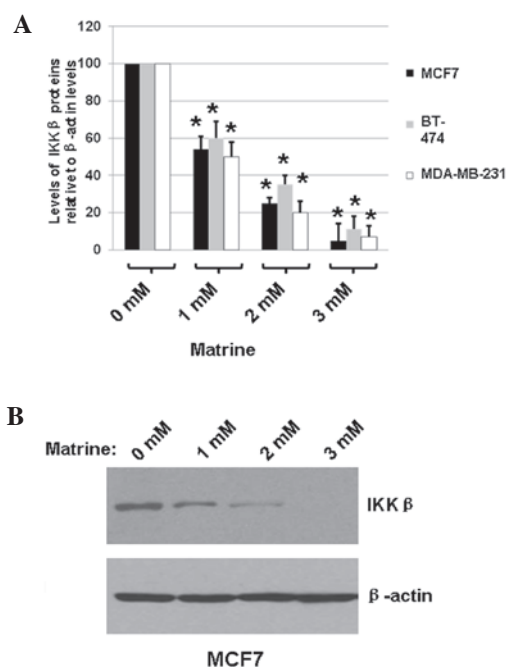 A
Levels of IKK β proteins
relative to β-actin levels
120
100
80
60
40
20
0
* * *
* * *
* * *
MCF7
BT-
474
MDA-MB-231
0 mM
1 mM
2 mM
3 mM
Matrine
B
Matrine:
0 mM
1 mM
2 mM
3 mM
IKK β
β-actin
MCF7